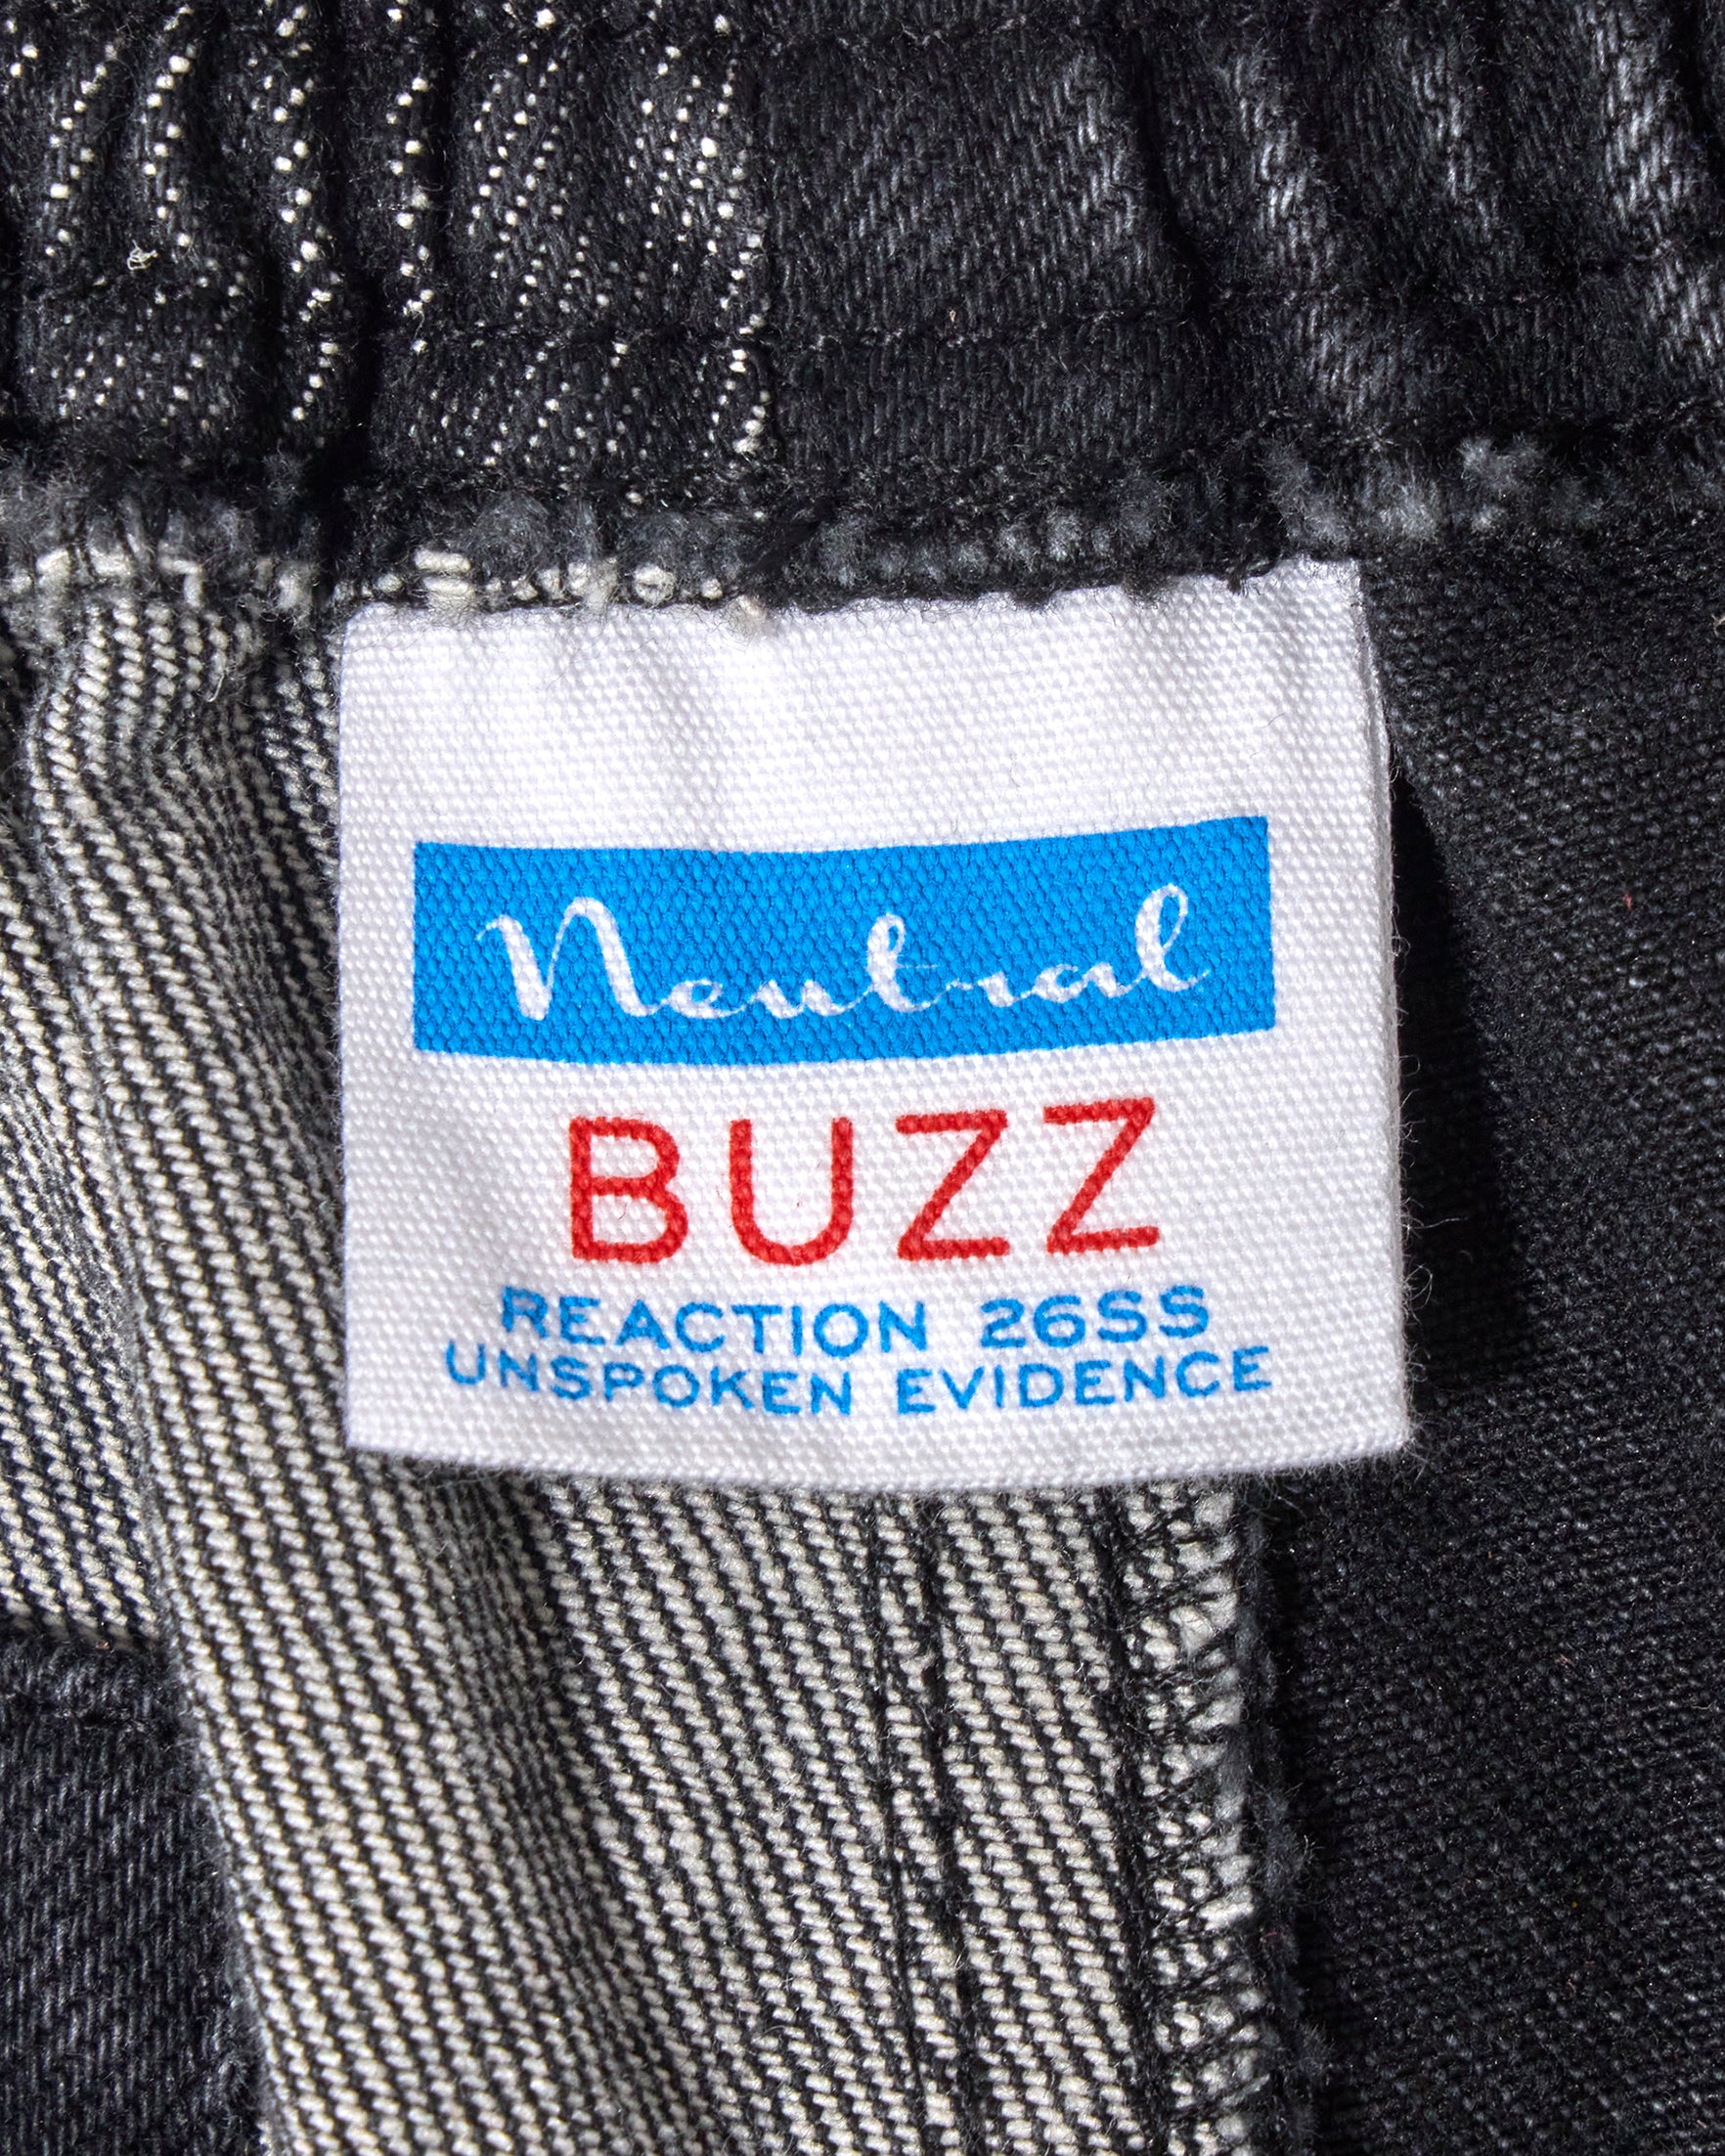 Neutral
BUZZ
REACTION 26SS
UNSPOKEN EVIDENCE